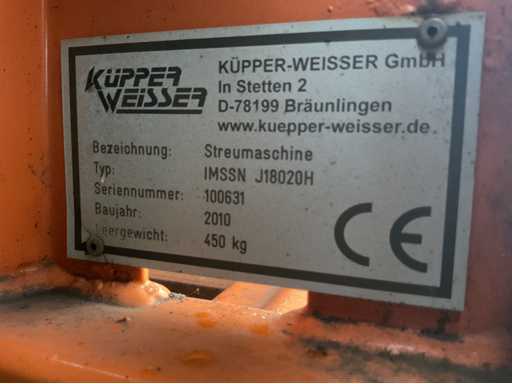 KÜPPER
WEISSER
KÜPPER-WEISSER GmbH
In Stetten 2
D-78199 Bräunlingen
www.kuepper-weisser.de
Bezeichnung: Streumaschine
Typ: IMSSN J18020H
Seriennummer: 100631
Baujahr: 2010
Leergewicht: 450 kg
CE